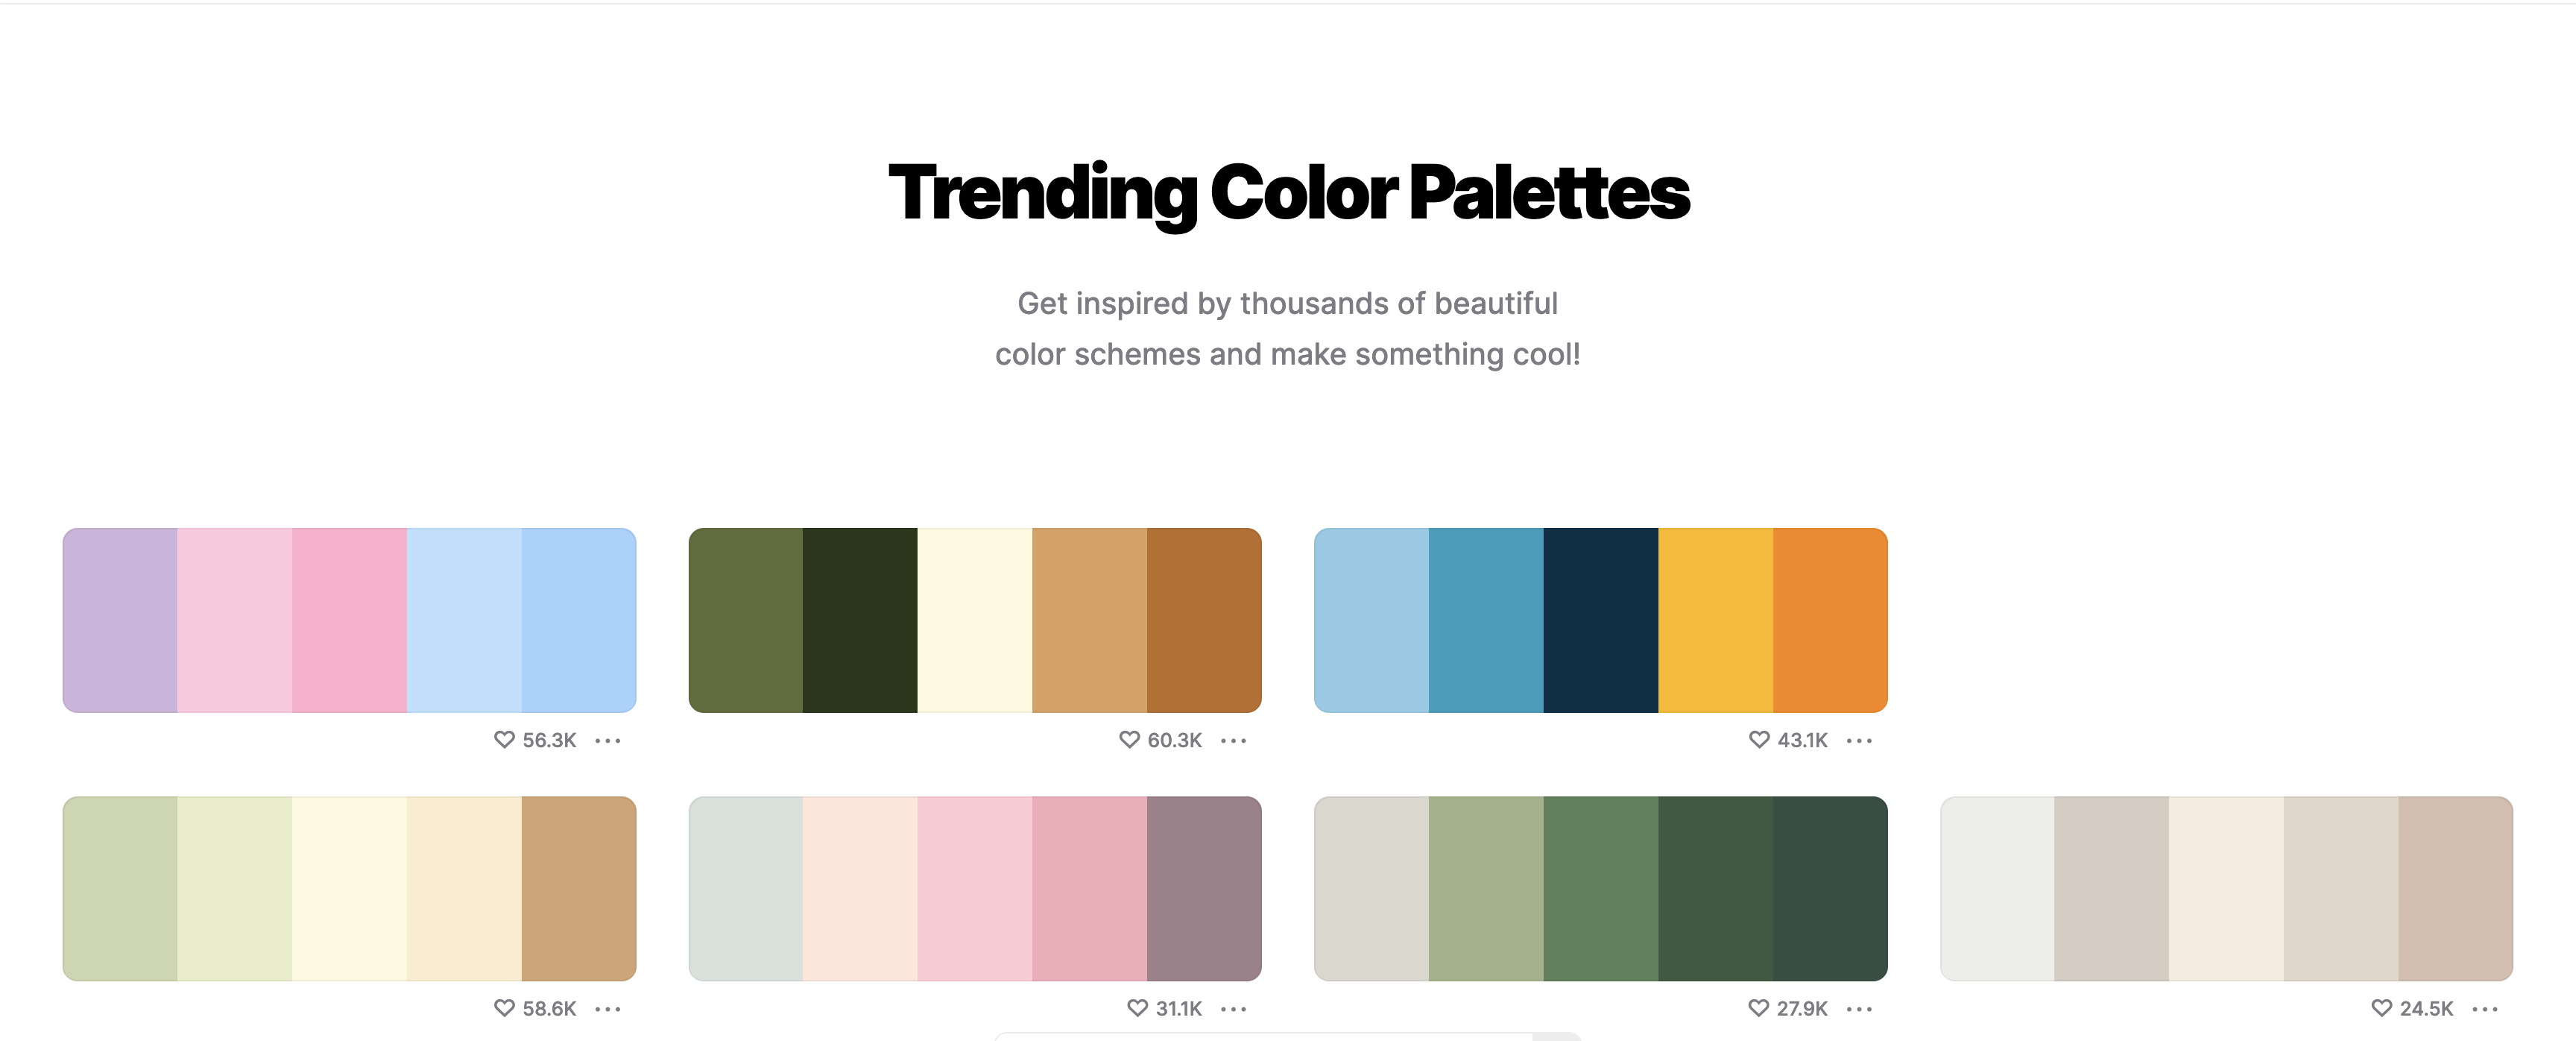 Trending Color Palettes
Get inspired by thousands of beautiful
color schemes and make something cool!
56.3K
60.3K
43.1K
58.6K
31.1K
27.9K
24.5K